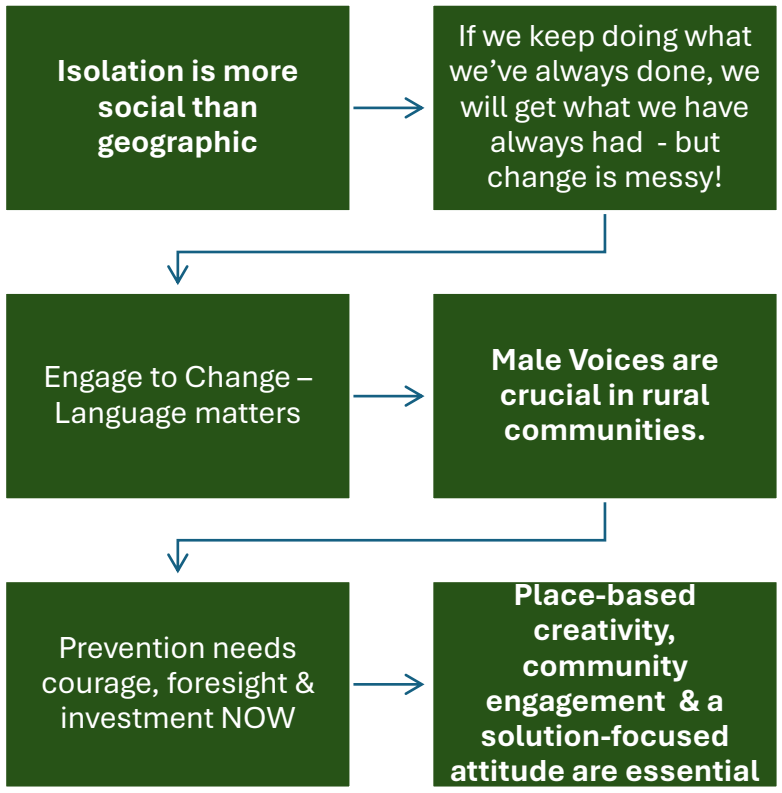 Isolation is more
social than
geographic
If we keep doing what
we’ve always done, we
will get what we have
always had - but
change is messy!
Engage to Change –
Language matters
Male Voices are
crucial in rural
communities.
Prevention needs
courage, foresight &
investment NOW
Place-based
creativity,
community
engagement & a
solution-focused
attitude are essential